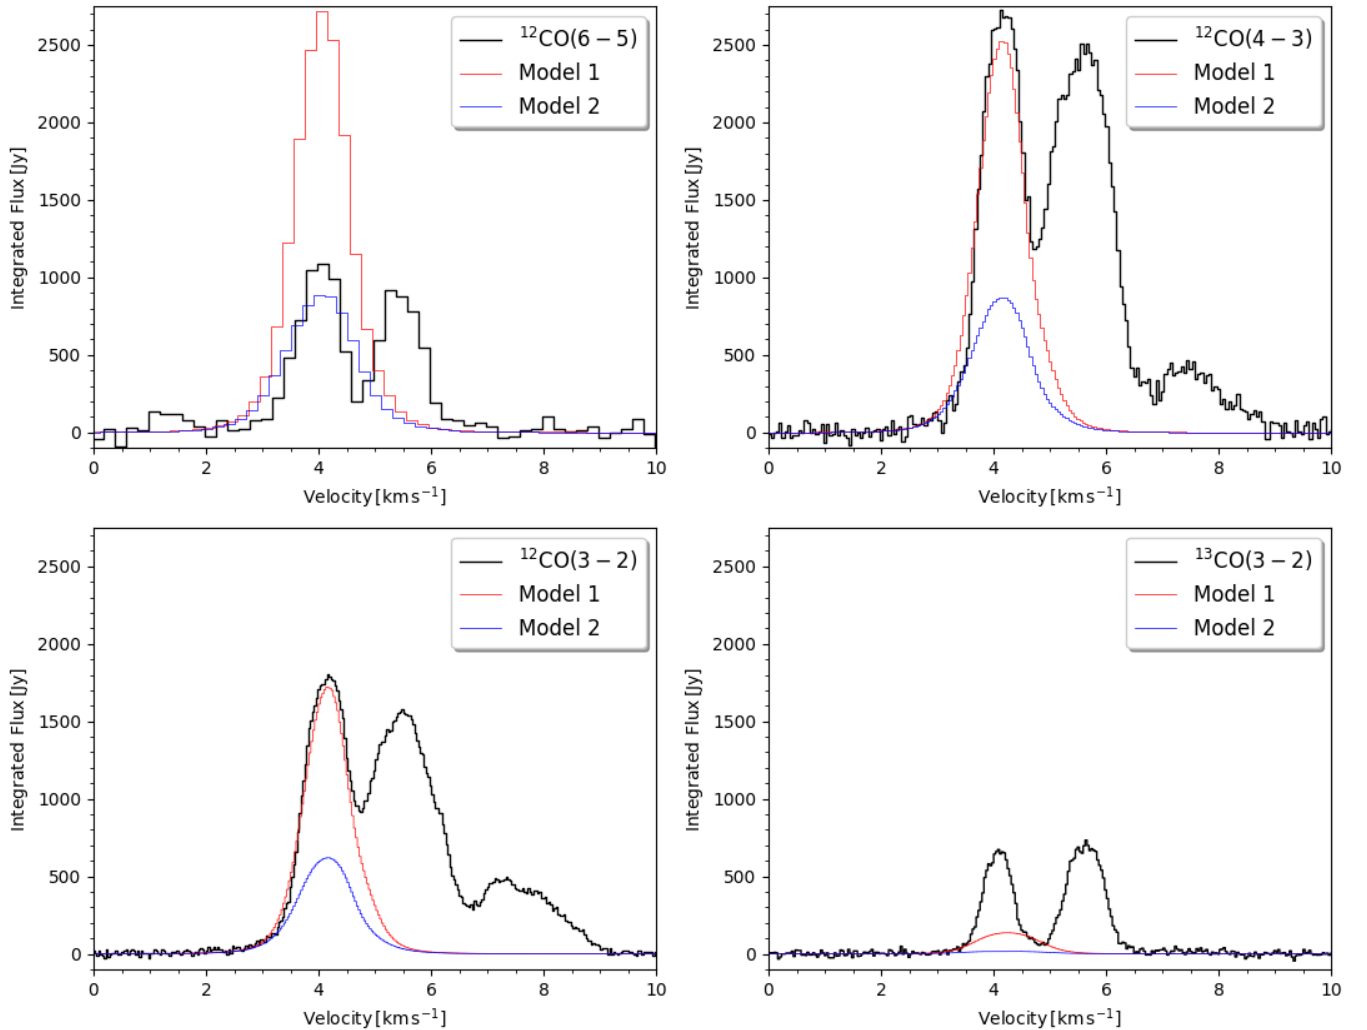 2500
2000
1500
1000
500
0
Integrated Flux [Jy]
¹²CO(6 − 5)
Model 1
Model 2
0 2 4 6 8 10
Velocity [km s⁻¹]
2500
2000
1500
1000
500
0
Integrated Flux [Jy]
¹²CO(4 − 3)
Model 1
Model 2
0 2 4 6 8 10
Velocity [km s⁻¹]
2500
2000
1500
1000
500
0
Integrated Flux [Jy]
¹²CO(3 − 2)
Model 1
Model 2
0 2 4 6 8 10
Velocity [km s⁻¹]
2500
2000
1500
1000
500
0
Integrated Flux [Jy]
¹³CO(3 − 2)
Model 1
Model 2
0 2 4 6 8 10
Velocity [km s⁻¹]